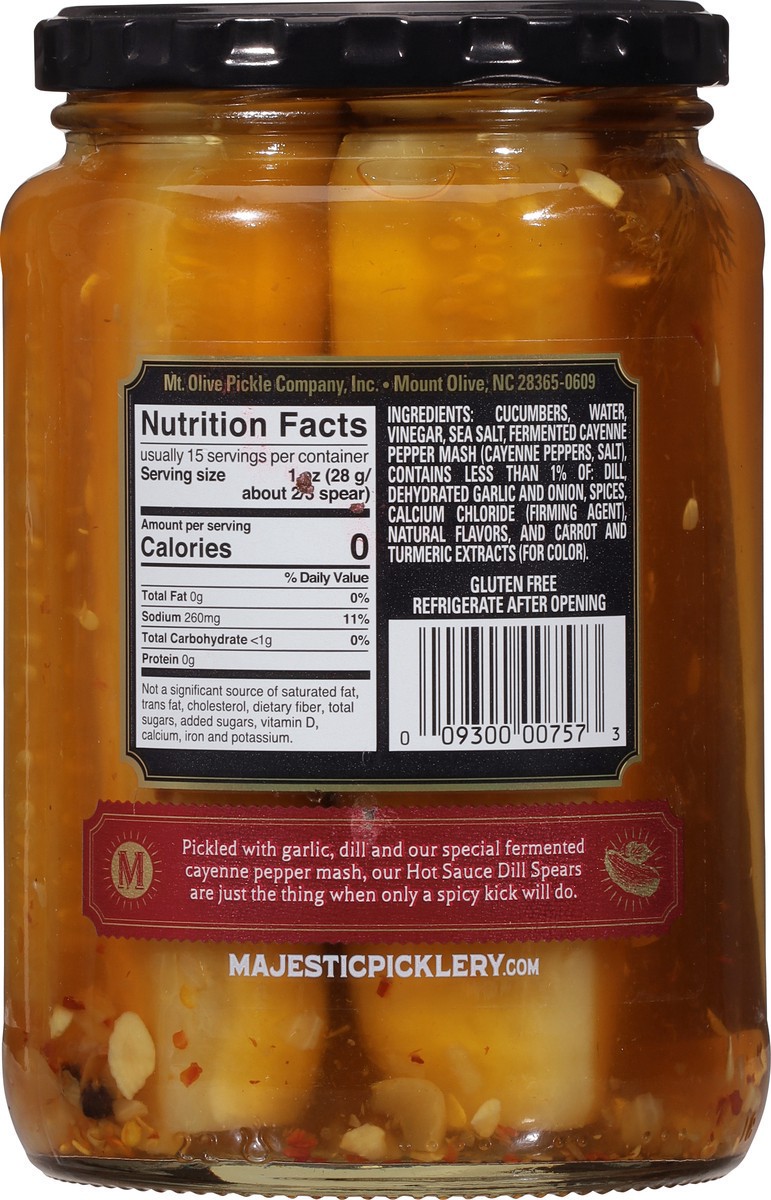 Mt. Olive Pickle Company, Inc. • Mount Olive, NC 28365-0609
Nutrition Facts
usually 15 servings per container
Serving size 1 oz (28 g/
about 2/3 spear)
Amount per serving
Calories 0
% Daily Value
Total Fat 0g 0%
Sodium 260mg 11%
Total Carbohydrate <1g 0%
Protein 0g
Not a significant source of saturated fat,
trans fat, cholesterol, dietary fiber, total
sugars, added sugars, vitamin D,
calcium, iron and potassium.
INGREDIENTS: CUCUMBERS, WATER,
VINEGAR, SEA SALT, FERMENTED CAYENNE
PEPPER MASH (CAYENNE PEPPERS, SALT),
CONTAINS LESS THAN 1% OF: DILL,
DEHYDRATED GARLIC AND ONION, SPICES,
CALCIUM CHLORIDE (FIRMING AGENT),
NATURAL FLAVORS, AND CARROT AND
TURMERIC EXTRACTS (FOR COLOR).
GLUTEN FREE
REFRIGERATE AFTER OPENING
0 09300 00757 3
M
Pickled with garlic, dill and our special fermented
cayenne pepper mash, our Hot Sauce Dill Spears
are just the thing when only a spicy kick will do.
MAJESTICPICKLERY.COM